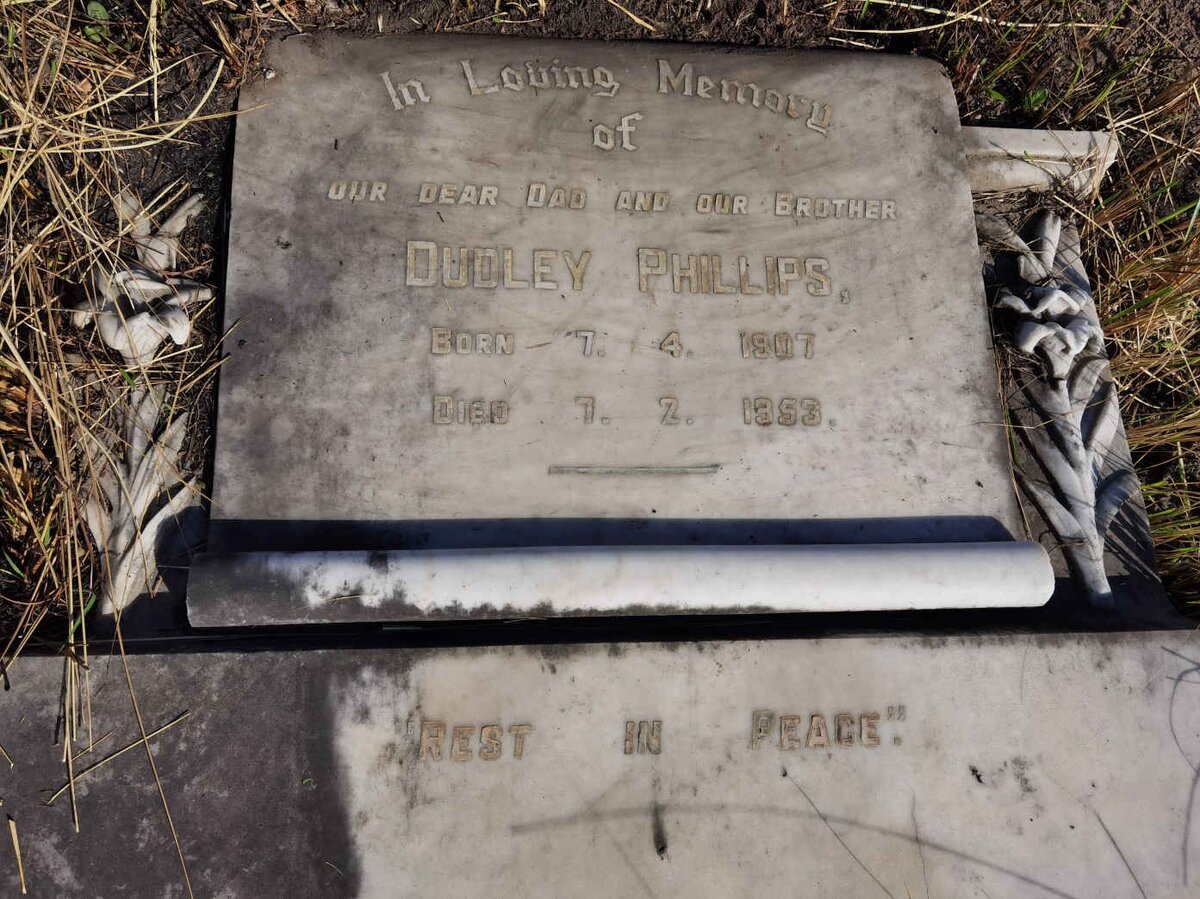 In Loving Memory
of
OUR DEAR DAD AND OUR BROTHER
DUDLEY PHILLIPS,
BORN 7. 4. 1907
DIED 7. 2. 1953.
"REST IN PEACE".